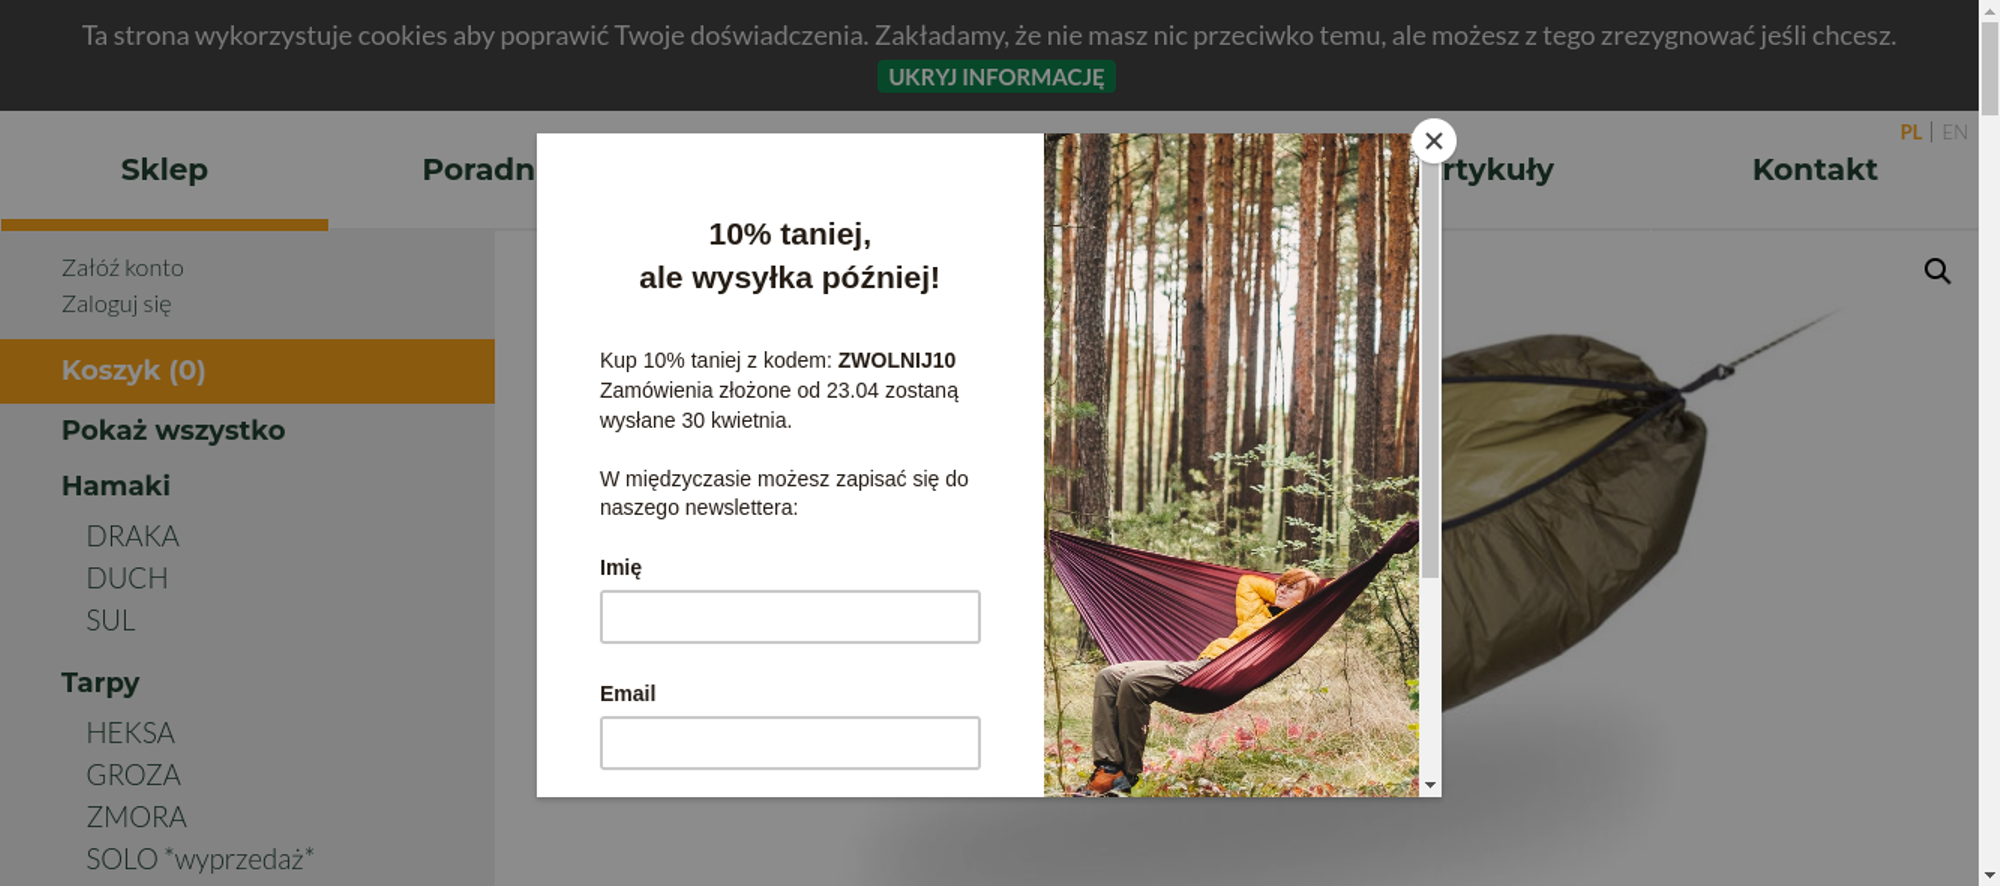 Ta strona wykorzystuje cookies aby poprawić Twoje doświadczenia. Zakładamy, że nie masz nic przeciwko temu, ale możesz z tego zrezygnować jeśli chcesz.
UKRYJ INFORMACJĘ
PL | EN
Sklep
Poradn
rtykuły
Kontakt
Załóż konto
Zaloguj się
Koszyk (0)
Pokaż wszystko
Hamaki
DRAKA
DUCH
SUL
Tarpy
HEKSA
GROZA
ZMORA
SOLO *wyprzedaż*
10% taniej,
ale wysyłka później!
Kup 10% taniej z kodem: ZWOLNIJ10
Zamówienia złożone od 23.04 zostaną
wysłane 30 kwietnia.
W międzyczasie możesz zapisać się do
naszego newslettera:
Imię
Email